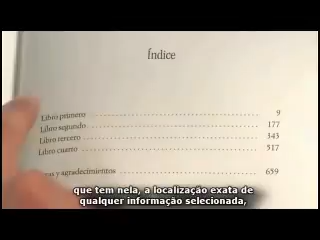 Índice
Libro primero 9
Libro segundo 177
Libro tercero 343
Libro cuarto 517
y agradecimientos 659
que tem nela, a localização exata de
qualquer informação selecionada,